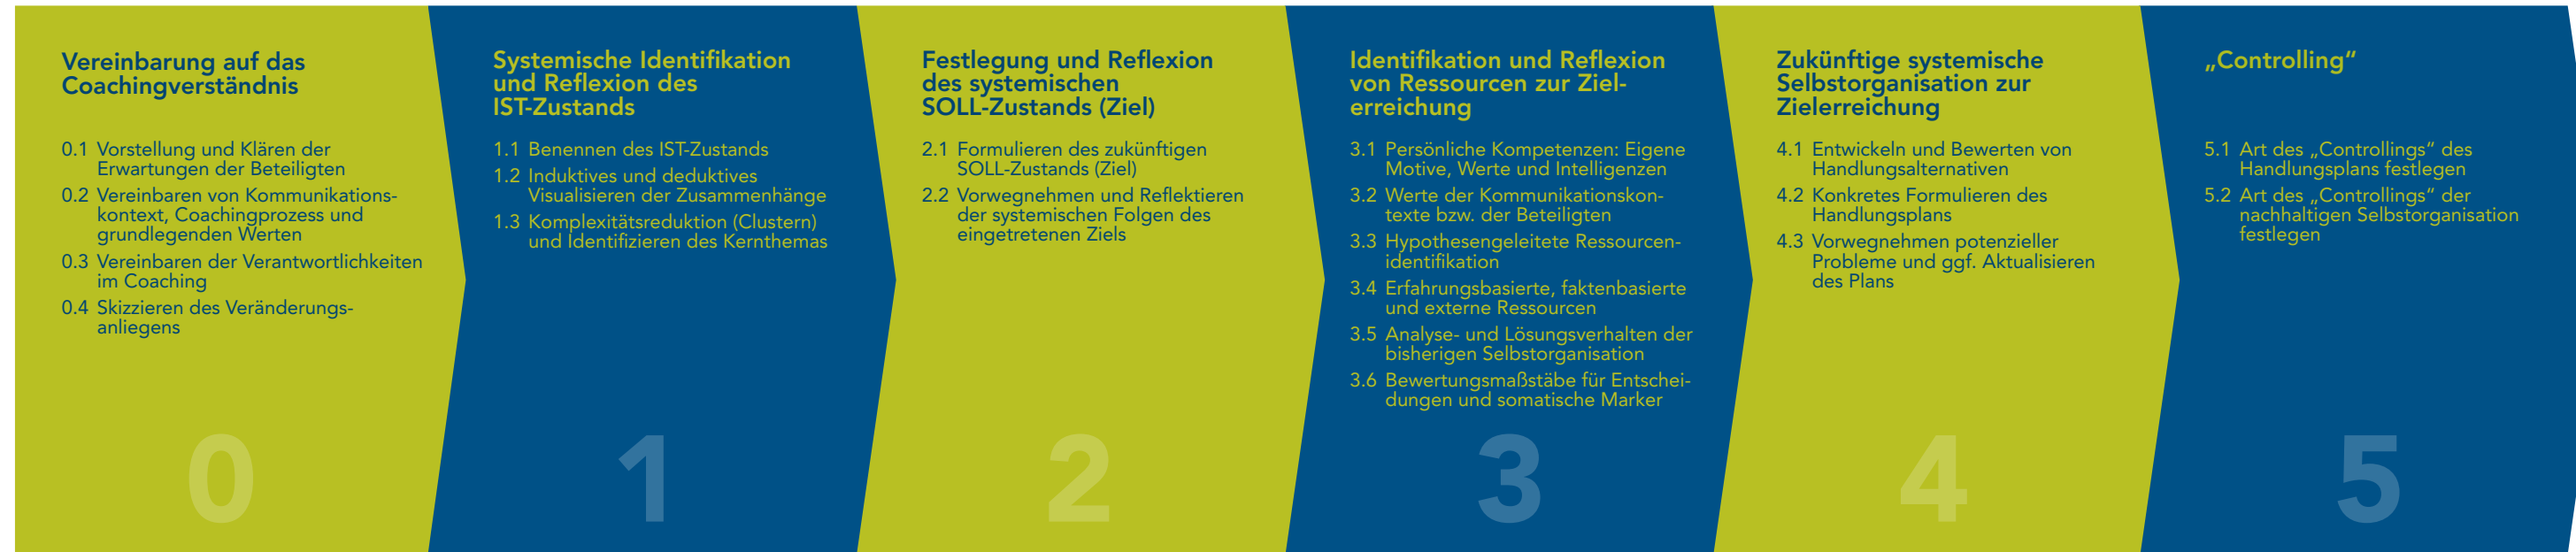 Vereinbarung auf das
Coachingverständnis
0.1 Vorstellung und Klären der
Erwartungen der Beteiligten
0.2 Vereinbaren von Kommunikations-
kontext, Coachingprozess und
grundlegenden Werten
0.3 Vereinbaren der Verantwortlichkeiten
im Coaching
0.4 Skizzieren des Veränderungs-
anliegens
0
Systemische Identifikation
und Reflexion des
IST-Zustands
1.1 Benennen des IST-Zustands
1.2 Induktives und deduktives
Visualisieren der Zusammenhänge
1.3 Komplexitätsreduktion (Clustern)
und Identifizieren des Kernthemas
1
Festlegung und Reflexion
des systemischen
SOLL-Zustands (Ziel)
2.1 Formulieren des zukünftigen
SOLL-Zustands (Ziel)
2.2 Vorwegnehmen und Reflektieren
der systemischen Folgen des
eingetretenen Ziels
2
Identifikation und Reflexion
von Ressourcen zur Ziel-
erreichung
3.1 Persönliche Kompetenzen: Eigene
Motive, Werte und Intelligenzen
3.2 Werte der Kommunikationskon-
texte bzw. der Beteiligten
3.3 Hypothesengeleitete Ressourcen-
identifikation
3.4 Erfahrungsbasierte, faktenbasierte
und externe Ressourcen
3.5 Analyse- und Lösungsverhalten der
bisherigen Selbstorganisation
3.6 Bewertungsmaßstäbe für Entschei-
dungen und somatische Marker
3
Zukünftige systemische
Selbstorganisation zur
Zielerreichung
4.1 Entwickeln und Bewerten von
Handlungsalternativen
4.2 Konkretes Formulieren des
Handlungsplans
4.3 Vorwegnehmen potenzieller
Probleme und ggf. Aktualisieren
des Plans
4
„Controlling“
5.1 Art des „Controllings“ des
Handlungsplans festlegen
5.2 Art des „Controllings“ der
nachhaltigen Selbstorganisation
festlegen
5